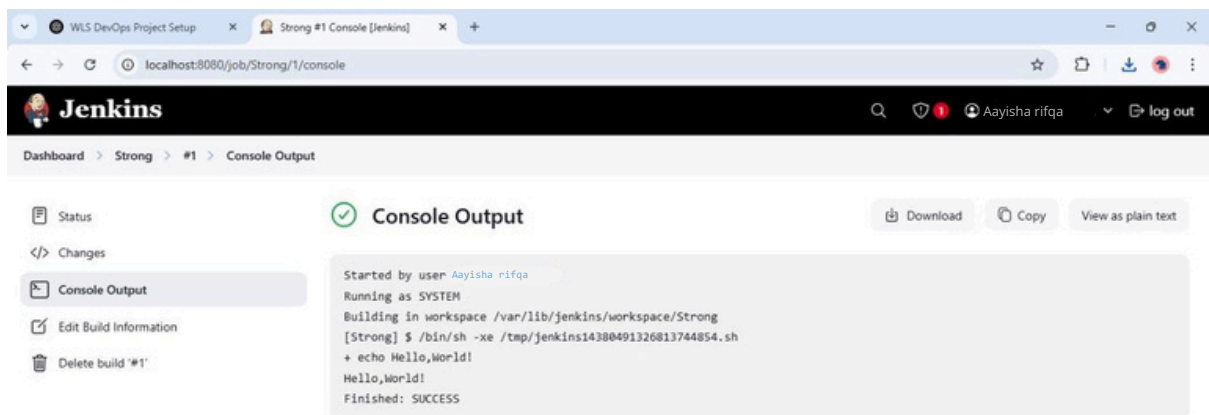 WLS DevOps Project Setup
Strong #1 Console [Jenkins]
localhost:8080/job/Strong/1/console
Jenkins
1
Aayisha rifqa
log out
Dashboard > Strong > #1 > Console Output
Status
Changes
Console Output
Edit Build Information
Delete build '#1'
Console Output
Download
Copy
View as plain text
Started by user Aayisha rifqa
Running as SYSTEM
Building in workspace /var/lib/jenkins/workspace/Strong
[Strong] $ /bin/sh -xe /tmp/jenkins14380491326813744854.sh
+ echo Hello,World!
Hello,World!
Finished: SUCCESS